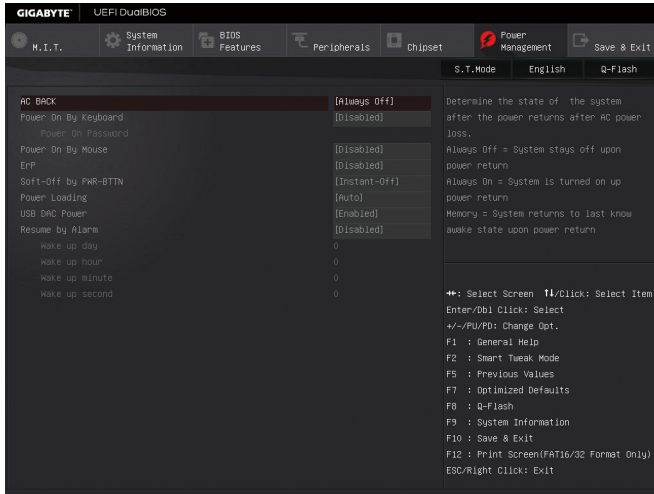 GIGABYTE™ UEFI DualBIOS
M.I.T.
System Information
BIOS Features
Peripherals
Chipset
Power Management
Save & Exit
S.T.Mode English Q-Flash
AC BACK [Always Off]
Power On By Keyboard [Disabled]
Power On Password
Power On By Mouse [Disabled]
ErP [Disabled]
Soft-Off by PWR-BTTN [Instant-Off]
Power Loading [Auto]
USB DAC Power [Enabled]
Resume by Alarm [Disabled]
Wake up day 0
Wake up hour 0
Wake up minute 0
Wake up second 0
Determine the state of the system
after the power returns after AC power
loss.
Always Off = System stays off upon
power return
Always On = System is turned on up
power return
Memory = System returns to last know
awake state upon power return
→←: Select Screen ↑↓/Click: Select Item
Enter/Dbl Click: Select
+/-/PU/PD: Change Opt.
F1 : General Help
F2 : Smart Tweak Mode
F5 : Previous Values
F7 : Optimized Defaults
F8 : Q-Flash
F9 : System Information
F10 : Save & Exit
F12 : Print Screen(FAT16/32 Format Only)
ESC/Right Click: Exit